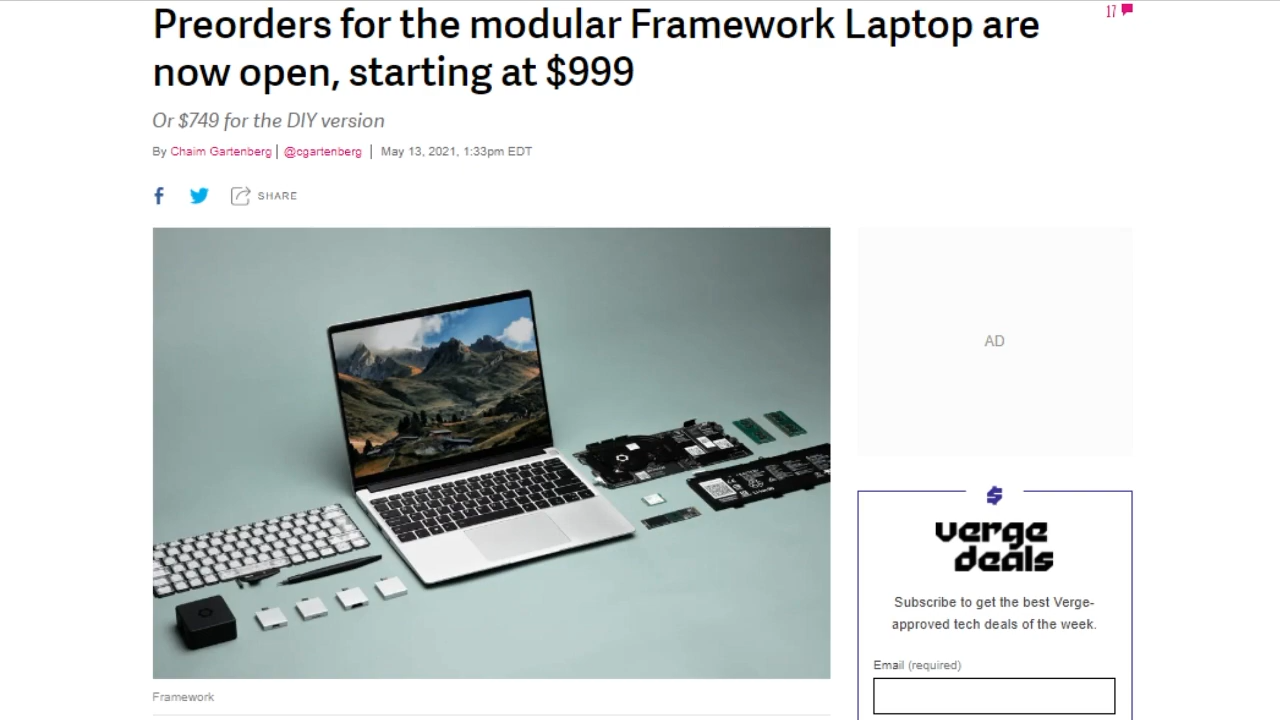 Preorders for the modular Framework Laptop are
now open, starting at $999
17
Or $749 for the DIY version
By Chaim Gartenberg | @cgartenberg | May 13, 2021, 1:33pm EDT
SHARE
AD
verge
deals
Subscribe to get the best Verge-
approved tech deals of the week.
Email (required)
Framework